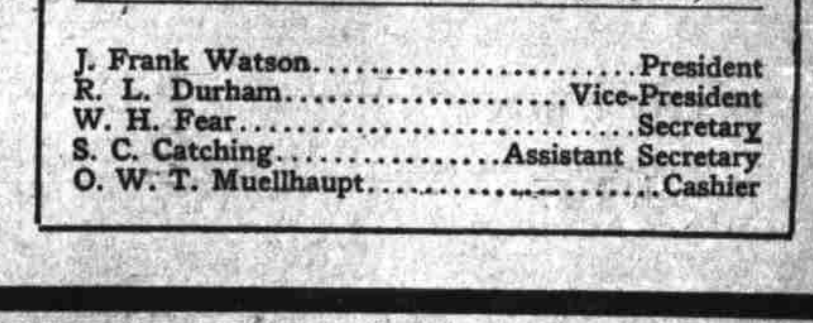 J. Frank Watson........................President
R. L. Durham....................Vice-President
W. H. Fear............................Secretary
S. C. Catching................Assistant Secretary
O. W. T. Muellhaupt.....................Cashier